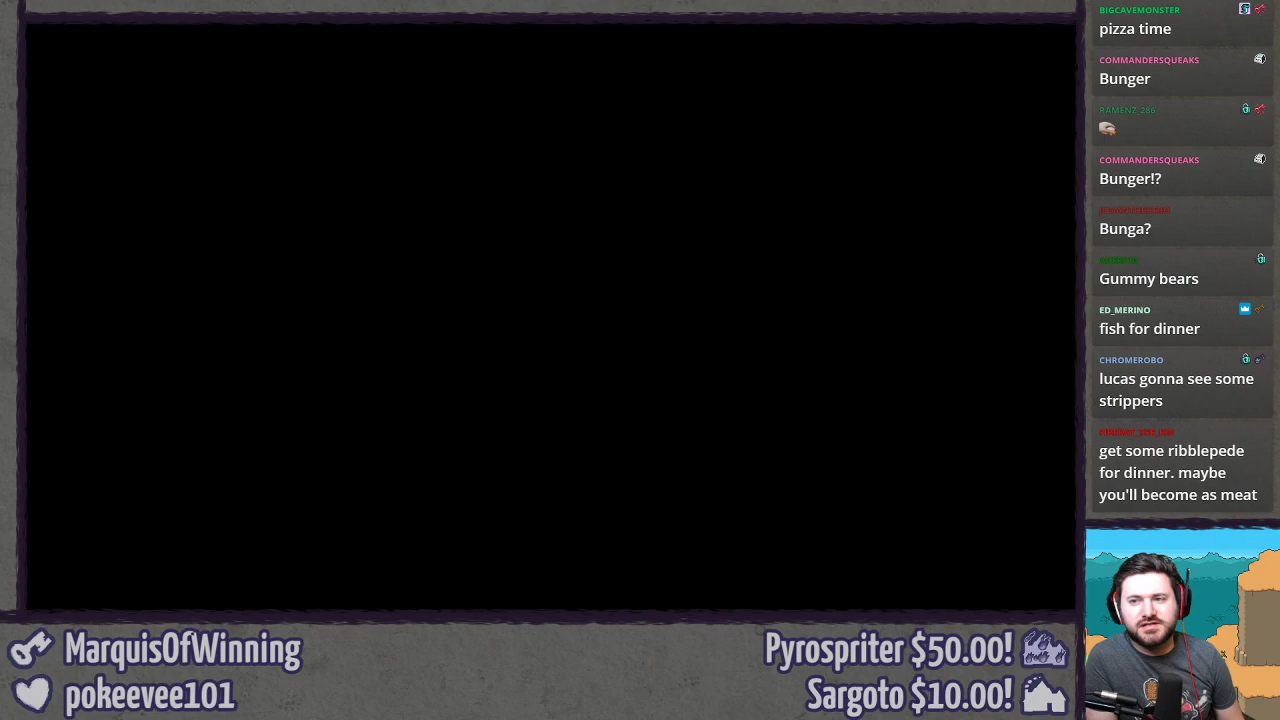 BIGCAVEMONSTER
pizza time
COMMANDERSQUEAKS
Bunger
RAMENZ_286
COMMANDERSQUEAKS
Bunger!?
Bunga?
Gummy bears
ED_MERINO
fish for dinner
CHROMEROBO
lucas gonna see some
strippers
get some ribblepede
for dinner. maybe
you'll become as meat
MarquisOfWinning
pokeevee101
Pyrospriter $50.00!
Sargoto $10.00!